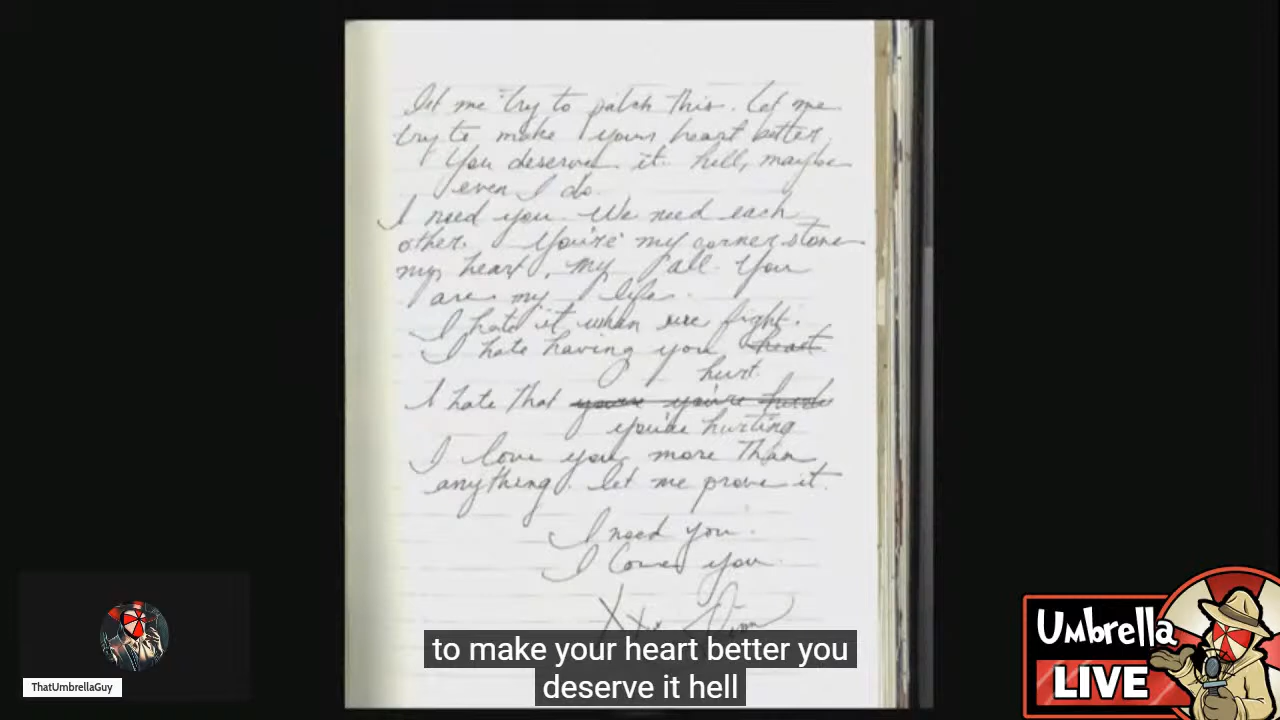 let me try to patch this. Let me
try to make your heart better.
You deserve it. hell, maybe
even I do.
I need you. We need each
other. You're my corner stone
my heart, my all. You
are my life.
I hate it when we fight.
I hate having you heart
hurt.
I hate that you're you're
you're hurting
I love you more than
anything. let me prove it.
I need you.
I love you
to make your heart better you
deserve it hell
ThatUmbrellaGuy
Umbrella
LIVE